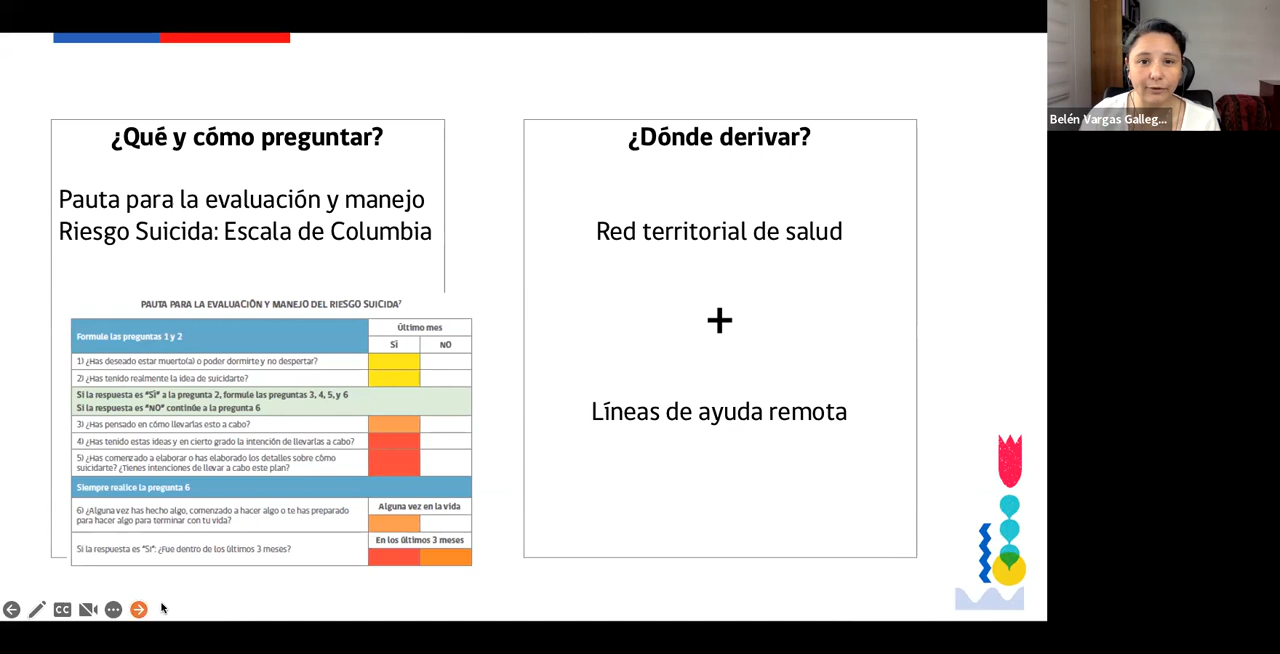 ¿Qué y cómo preguntar?
Pauta para la evaluación y manejo
Riesgo Suicida: Escala de Columbia
PAUTA PARA LA EVALUACIÓN Y MANEJO DEL RIESGO SUICIDA⁷
Formule las preguntas 1 y 2
Último mes
SÍ
NO
1) ¿Has deseado estar muerto(a) o poder dormirte y no despertar?
2) ¿Has tenido realmente la idea de suicidarte?
Si la respuesta es "SÍ" a la pregunta 2, formule las preguntas 3, 4, 5, y 6
Si la respuesta es "NO" continúe a la pregunta 6
3) ¿Has pensado en cómo llevarías esto a cabo?
4) ¿Has tenido estas ideas y en cierto grado la intención de llevarlas a cabo?
5) ¿Has comenzado a elaborar o has elaborado los detalles sobre cómo
suicidarte? ¿Tienes intenciones de llevar a cabo este plan?
Siempre realice la pregunta 6
6) ¿Alguna vez has hecho algo, comenzado a hacer algo o te has preparado
para hacer algo para terminar con tu vida?
Alguna vez en la vida
Si la respuesta es "SI": ¿Fue dentro de los últimos 3 meses?
En los últimos 3 meses
¿Dónde derivar?
Red territorial de salud
+
Líneas de ayuda remota
Belén Vargas Galleg...
CC